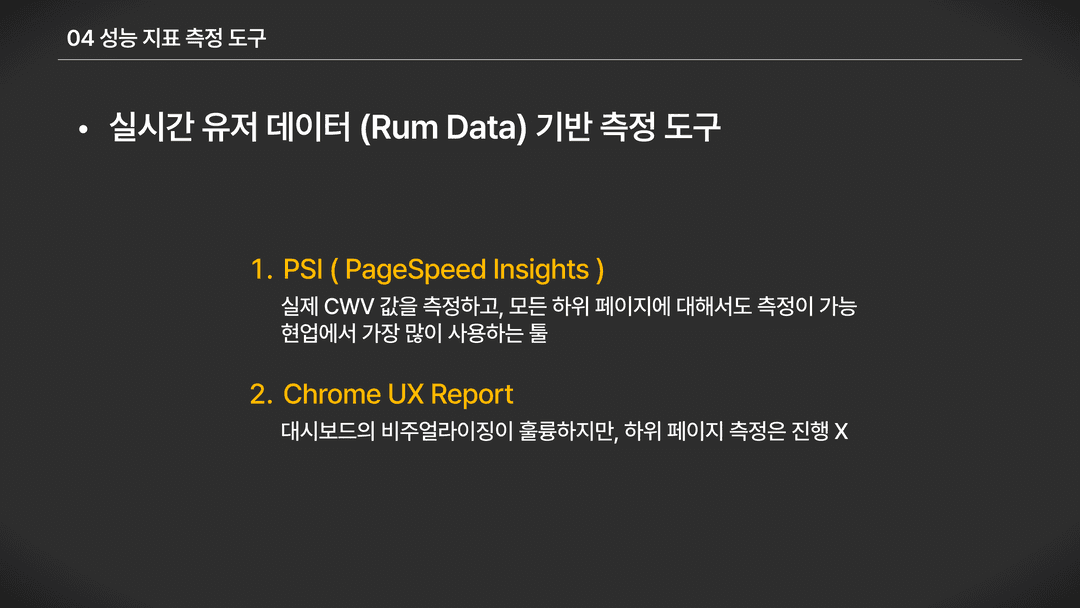 04 성능 지표 측정 도구
• 실시간 유저 데이터 (Rum Data) 기반 측정 도구
1. PSI ( PageSpeed Insights )
실제 CWV 값을 측정하고, 모든 하위 페이지에 대해서도 측정이 가능
현업에서 가장 많이 사용하는 툴
2. Chrome UX Report
대시보드의 비주얼라이징이 훌륭하지만, 하위 페이지 측정은 진행 X